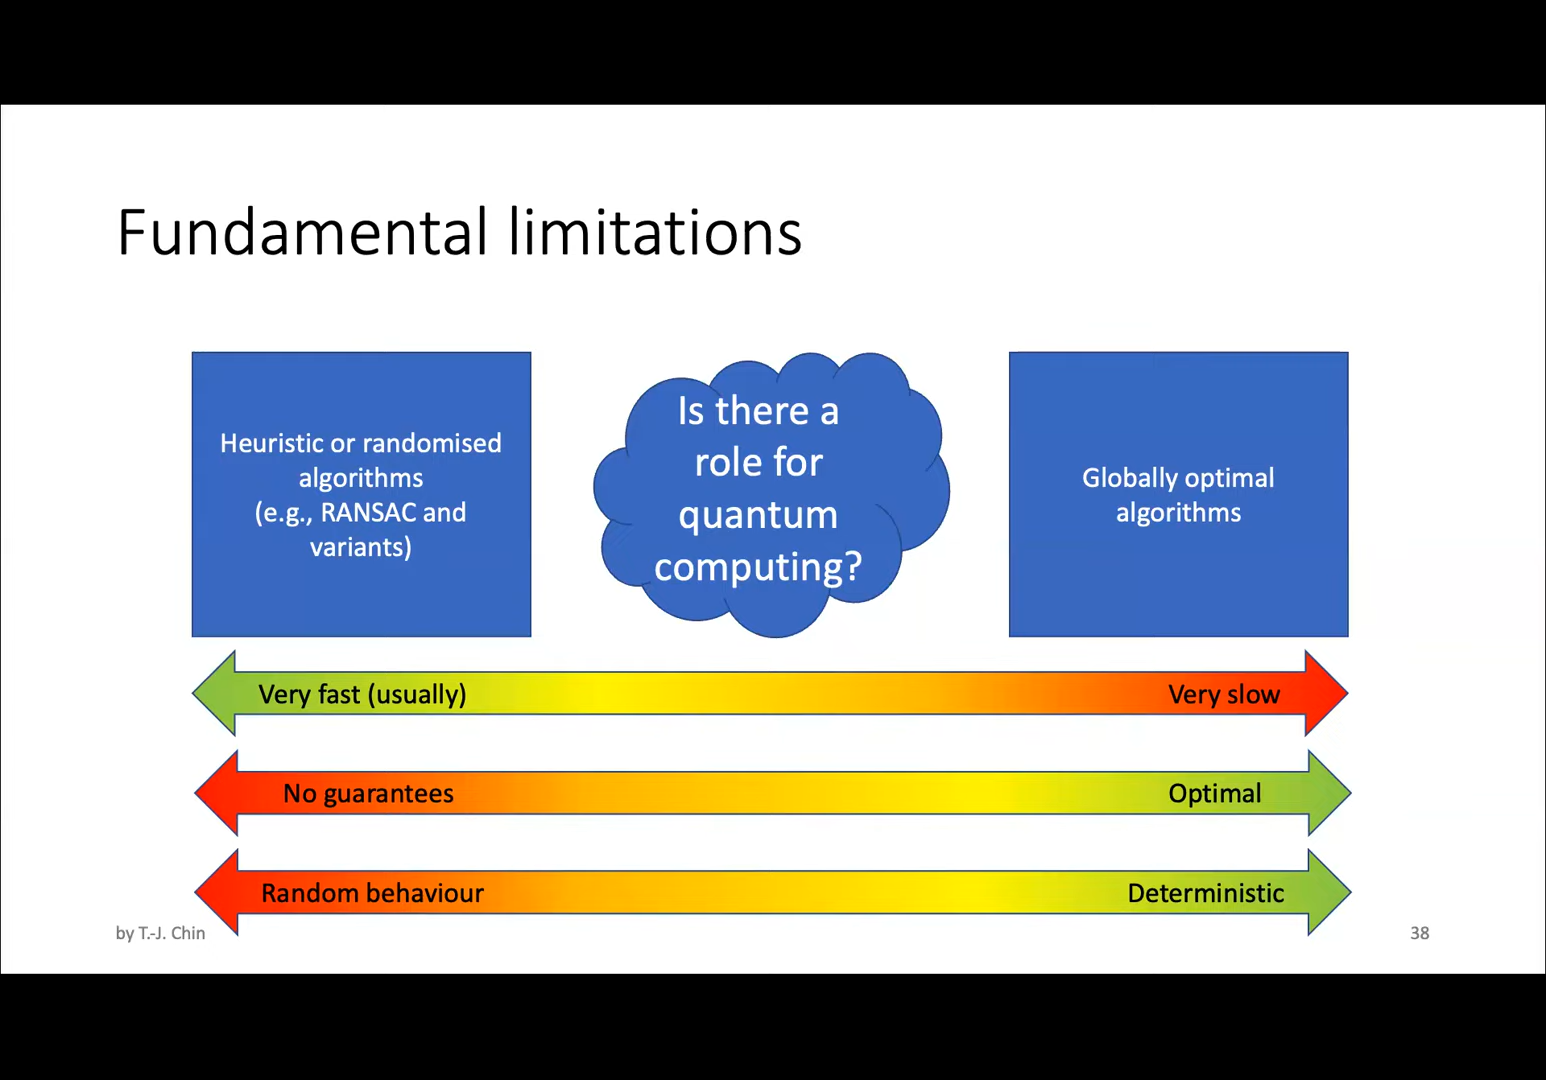 Fundamental limitations
Heuristic or randomised
algorithms
(e.g., RANSAC and
variants)
Is there a
role for
quantum
computing?
Globally optimal
algorithms
Very fast (usually)
Very slow
No guarantees
Optimal
Random behaviour
Deterministic
by T.-J. Chin
38